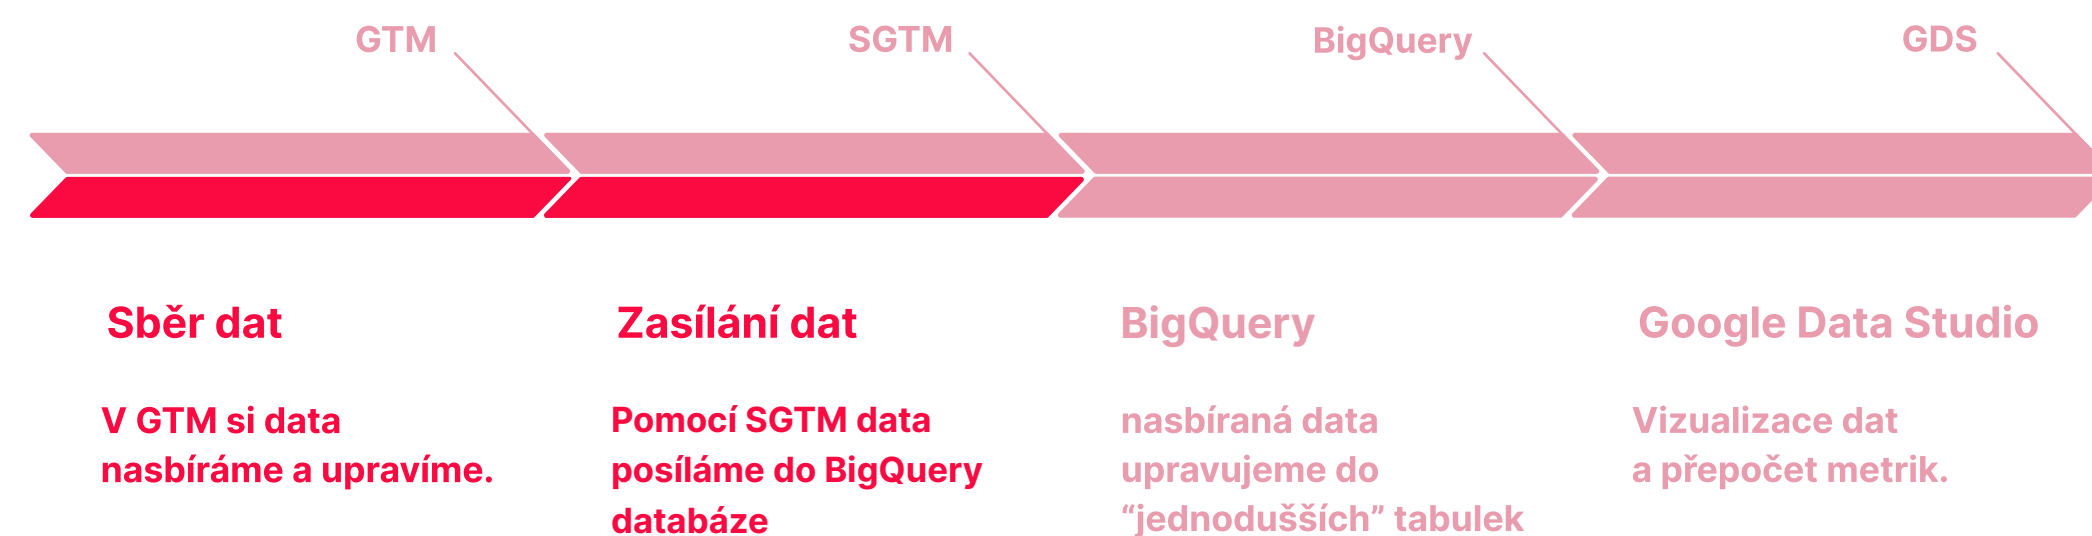 GTM
SGTM
BigQuery
GDS
Sběr dat
V GTM si data
nasbíráme a upravíme.
Zasílání dat
Pomocí SGTM data
posíláme do BigQuery
databáze
BigQuery
nasbíraná data
upravujeme do
“jednodušších” tabulek
Google Data Studio
Vizualizace dat
a přepočet metrik.